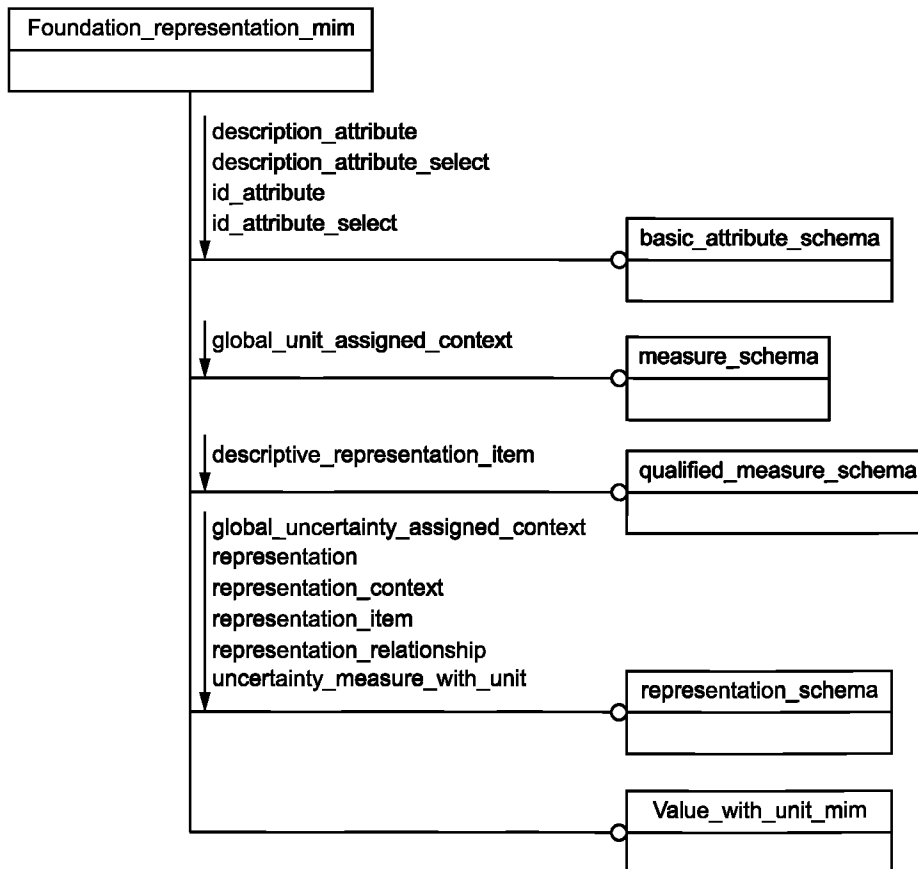 Foundation_representation_mim
description_attribute
description_attribute_select
id_attribute
id_attribute_select
basic_attribute_schema
global_unit_assigned_context
measure_schema
descriptive_representation_item
qualified_measure_schema
global_uncertainty_assigned_context
representation
representation_context
representation_item
representation_relationship
uncertainty_measure_with_unit
representation_schema
Value_with_unit_mim